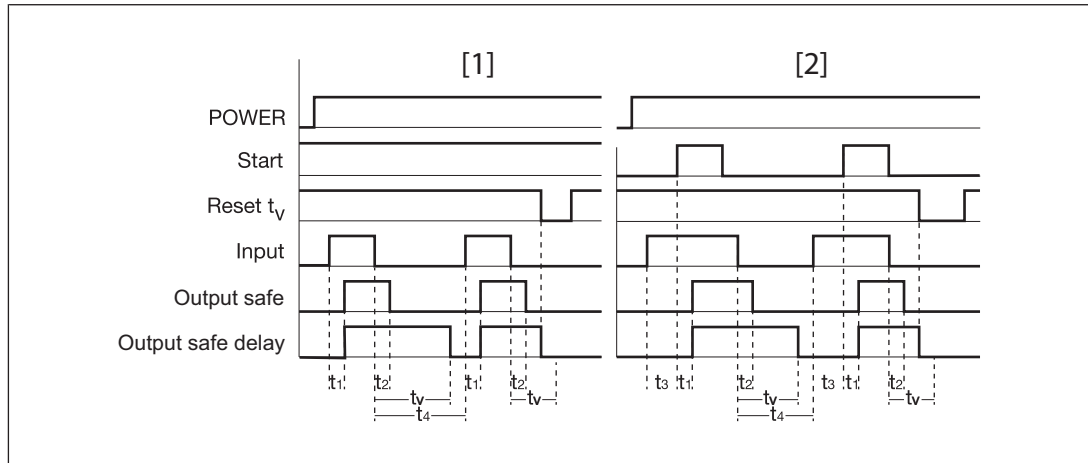 [1] [2]
POWER
Start
Reset tV
Input
Output safe
Output safe delay
t1 t2 t1 t2 t3 t1 t2 t3 t1 t2
tv tv tv tv
t4 t4